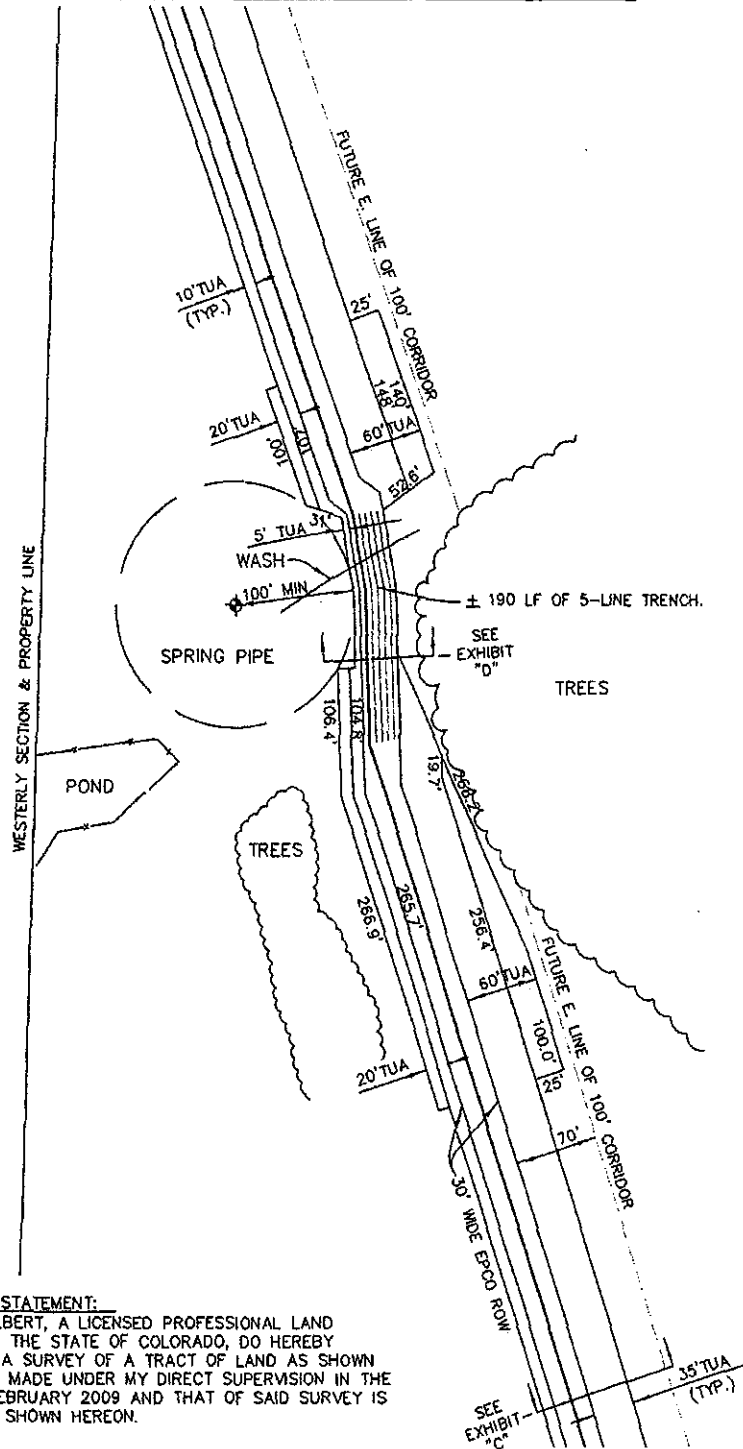 FUTURE E. LINE OF 100' CORRIDOR
10' TUA
(TYP.)
25'
140'
148'
20' TUA
100'
107'
60' TUA
52.6'
31'
5' TUA
WASH
100' MIN
± 190 LF OF 5-LINE TRENCH.
SPRING PIPE
SEE
EXHIBIT
"D"
TREES
WESTERLY SECTION & PROPERTY LINE
106.4'
104.8'
19.7'
268.2'
POND
TREES
266.9'
265.7'
256.4'
60' TUA
FUTURE E. LINE OF 100' CORRIDOR
100.0'
25'
20' TUA
70'
30' WIDE EPCO ROW
STATEMENT:
LBERT, A LICENSED PROFESSIONAL LAND
THE STATE OF COLORADO, DO HEREBY
A SURVEY OF A TRACT OF LAND AS SHOWN
MADE UNDER MY DIRECT SUPERVISION IN THE
EBRUARY 2009 AND THAT OF SAID SURVEY IS
SHOWN HEREON.
35' TUA
(TYP.)
SEE
EXHIBIT
"C"